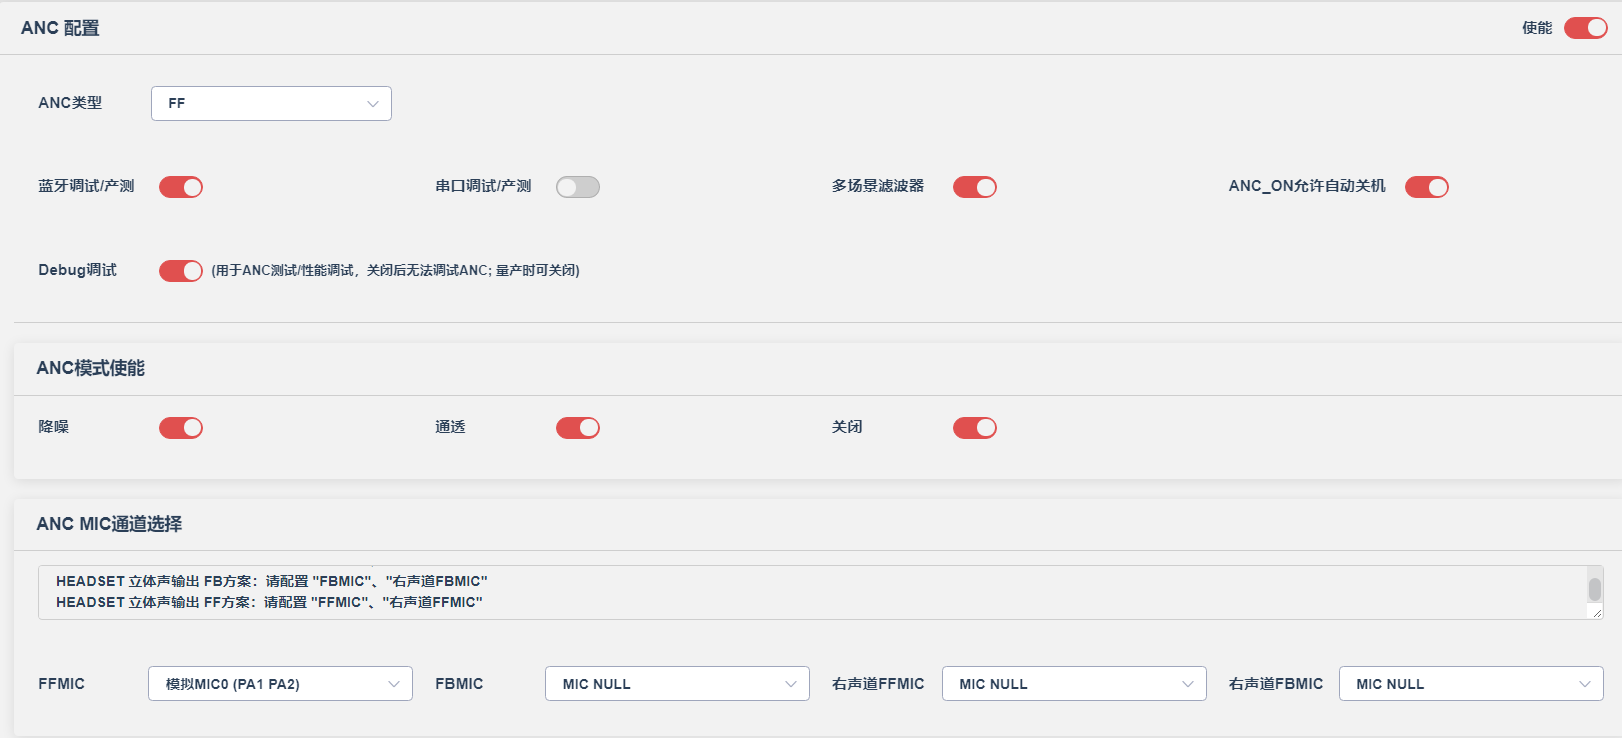 ANC 配置
使能
ANC类型
FF
蓝牙调试/产测
串口调试/产测
多场景滤波器
ANC_ON允许自动关机
Debug调试
(用于ANC测试/性能调试，关闭后无法调试ANC; 量产时可关闭)
ANC模式使能
降噪
通透
关闭
ANC MIC通道选择
HEADSET 立体声输出 FB方案：请配置 "FBMIC"、"右声道FBMIC"
HEADSET 立体声输出 FF方案：请配置 "FFMIC"、"右声道FFMIC"
FFMIC
模拟MIC0 (PA1 PA2)
FBMIC
MIC NULL
右声道FFMIC
MIC NULL
右声道FBMIC
MIC NULL